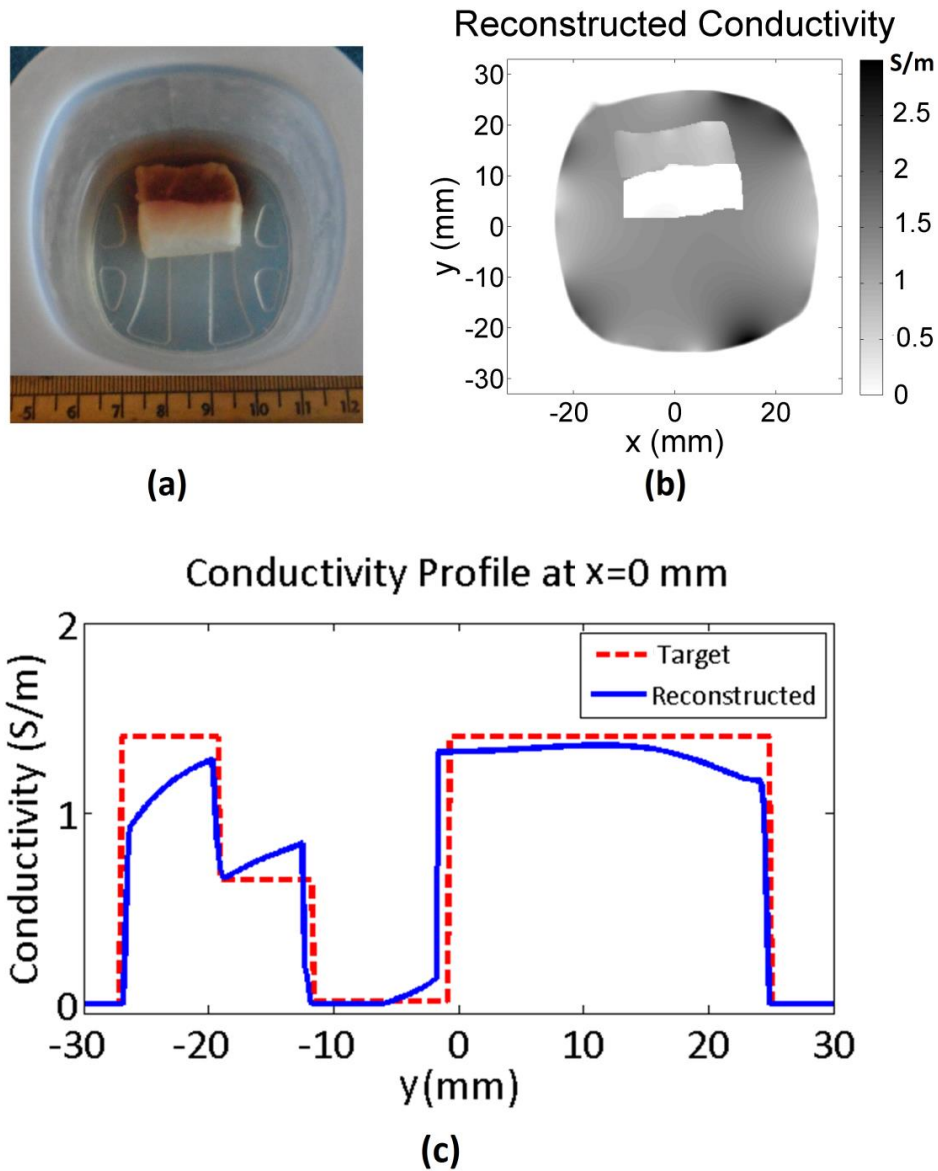 Reconstructed Conductivity
S/m
30
20
10
0
-10
-20
-30
y (mm)
-20 0 20
x (mm)
2.5
2
1.5
1
0.5
0
5 6 7 8 9 10 11 12
(a)
(b)
Conductivity Profile at x=0 mm
2
1
0
Conductivity (S/m)
Target
Reconstructed
-30 -20 -10 0 10 20 30
y(mm)
(c)